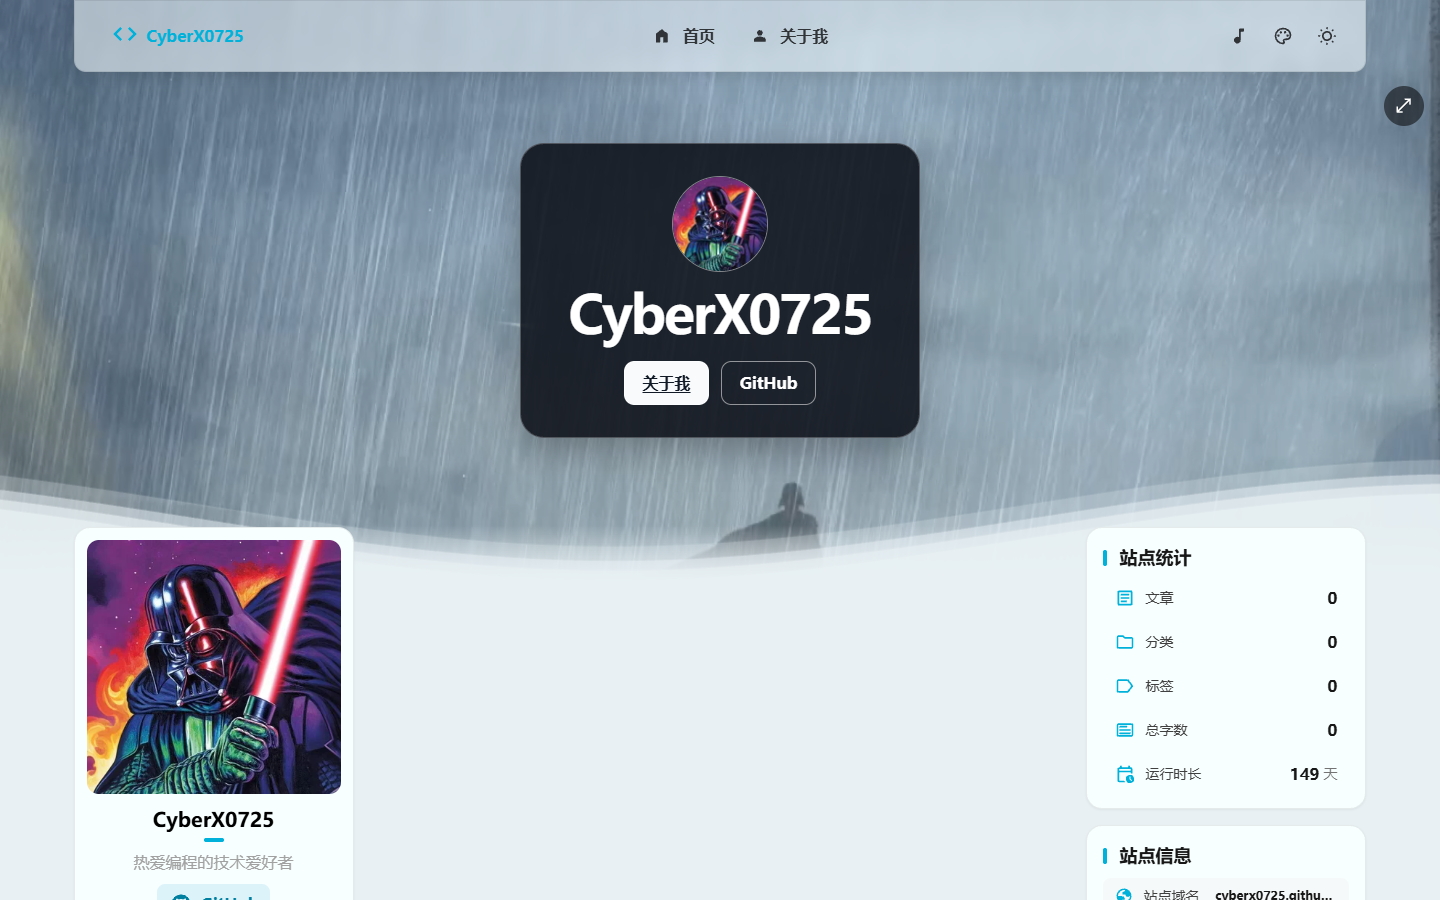 CyberX0725
首页
关于我
CyberX0725
关于我
GitHub
CyberX0725
热爱编程的技术爱好者
GitHub
站点统计
文章 0
分类 0
标签 0
总字数 0
运行时长 149 天
站点信息
站点域名 cyberx0725.githu...